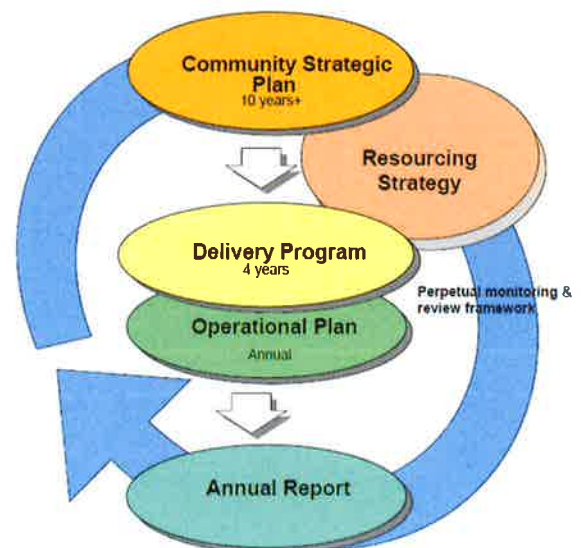 Community Strategic
Plan
10 years+
Resourcing
Strategy
Delivery Program
4 years
Perpetual monitoring &
review framework
Operational Plan
Annual
Annual Report